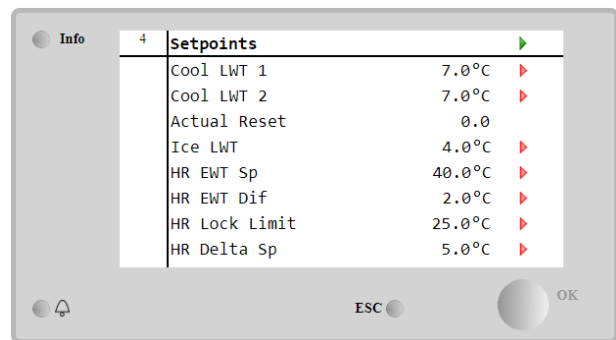 Info
4 Setpoints
Cool LWT 1 7.0°C
Cool LWT 2 7.0°C
Actual Reset 0.0
Ice LWT 4.0°C
HR EWT Sp 40.0°C
HR EWT Dif 2.0°C
HR Lock Limit 25.0°C
HR Delta Sp 5.0°C
ESC
OK